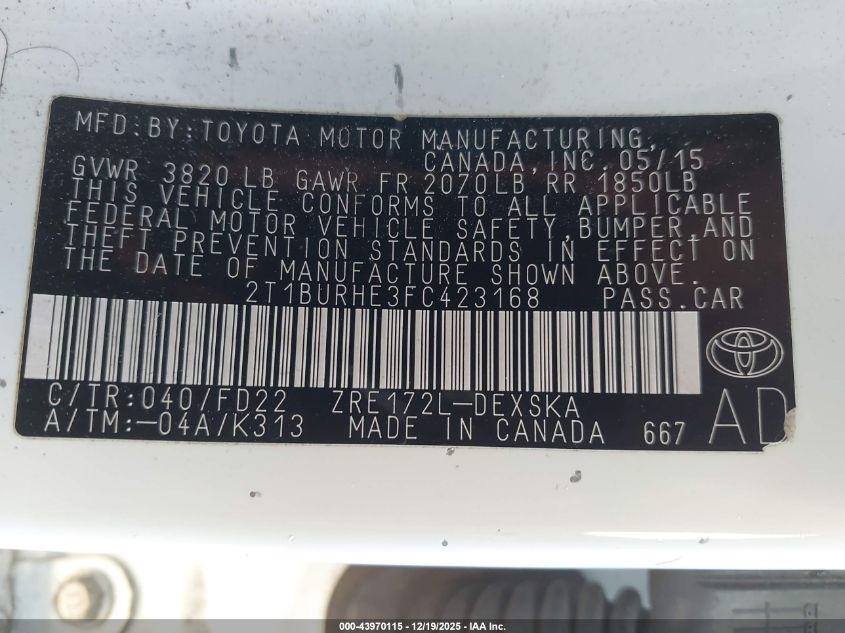 MFD.BY:TOYOTA MOTOR MANUFACTURING,
CANADA,INC. 05/15
GVWR 3820 LB GAWR FR 2070LB RR 1850LB
THIS VEHICLE CONFORMS TO ALL APPLICABLE
FEDERAL MOTOR VEHICLE SAFETY,BUMPER,AND
THEFT PREVENTION STANDARDS IN EFFECT ON
THE DATE OF MANUFACTURE SHOWN ABOVE.
2T1BURHE3FC423168 PASS.CAR
C/TR:040/FD22 ZRE172L-DEXSKA
A/TM:-04A/K313 MADE IN CANADA 667 AD
000-43970115 - 12/19/2025 - IAA Inc.